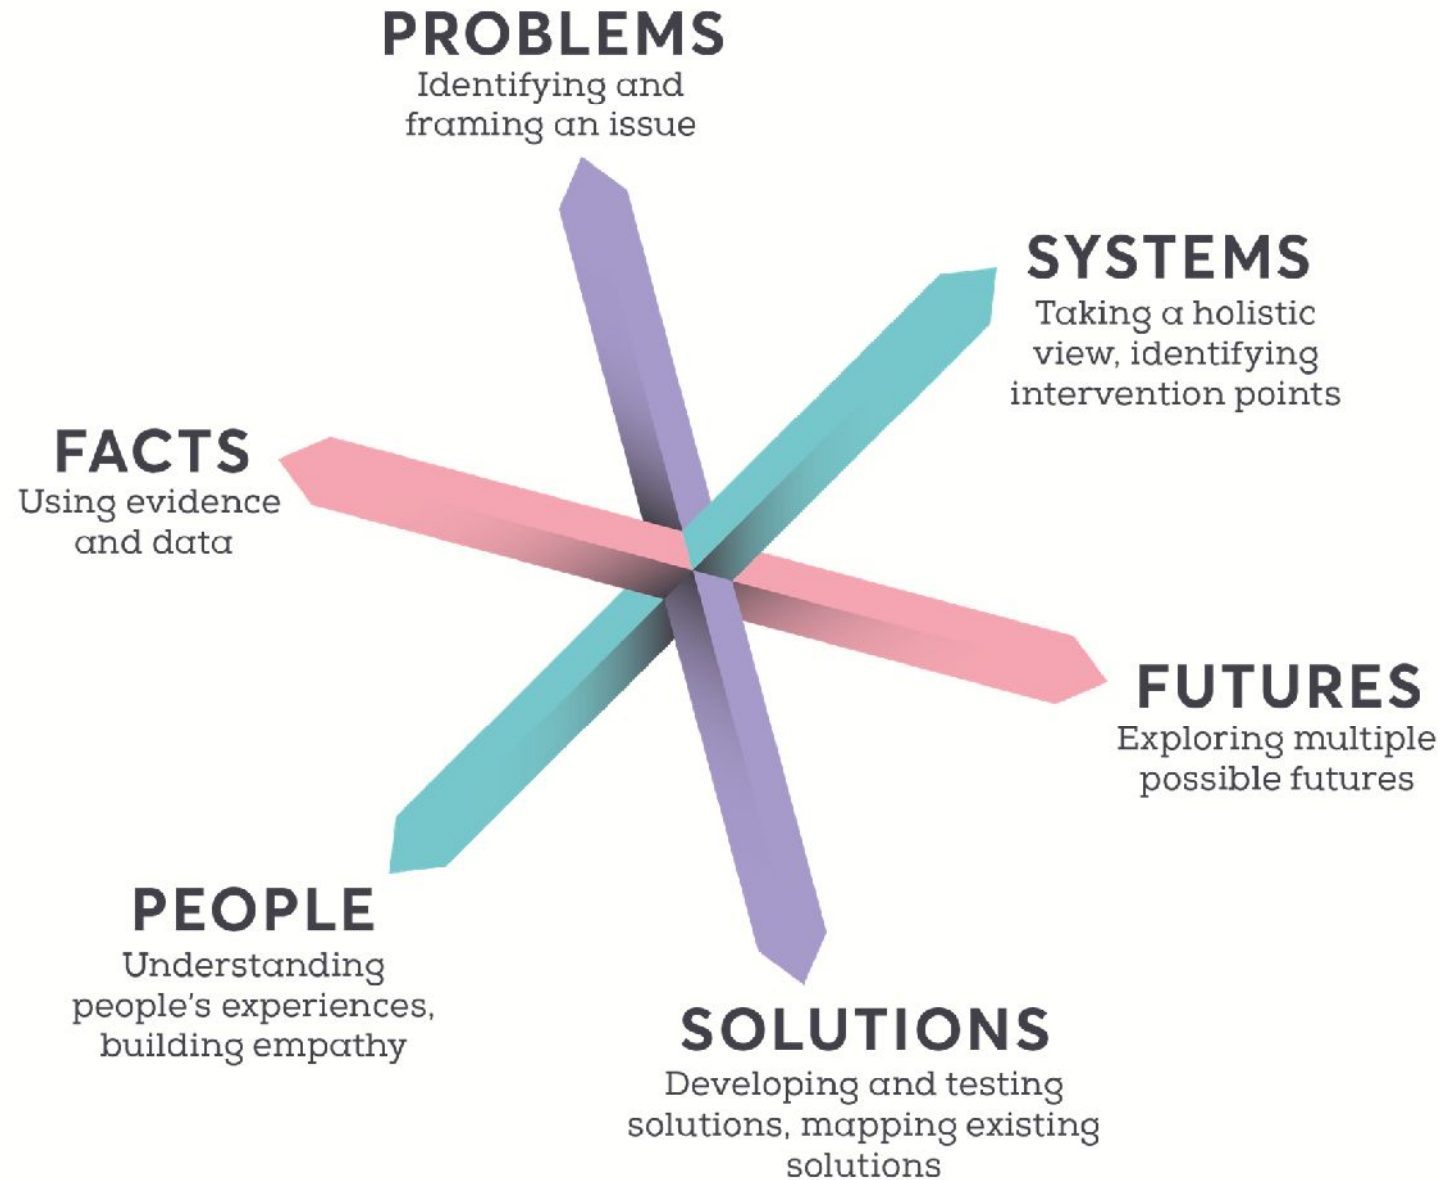 PROBLEMS
Identifying and
framing an issue
SYSTEMS
Taking a holistic
view, identifying
intervention points
FACTS
Using evidence
and data
FUTURES
Exploring multiple
possible futures
PEOPLE
Understanding
people's experiences,
building empathy
SOLUTIONS
Developing and testing
solutions, mapping existing
solutions